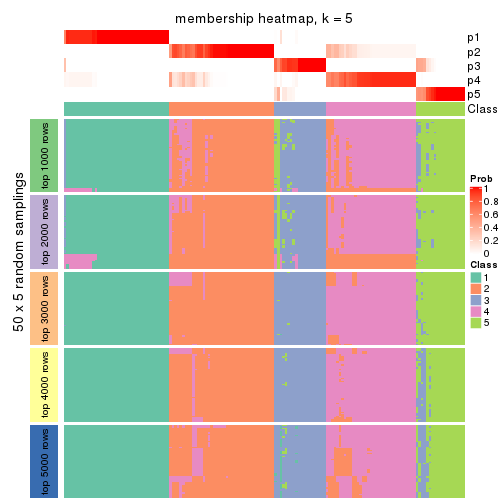 membership heatmap, k = 5
p1
p2
p3
p4
p5
Class
50 x 5 random samplings
top 1000 rows
top 2000 rows
top 3000 rows
top 4000 rows
top 5000 rows
Prob
1
0.8
0.6
0.4
0.2
0
Class
1
2
3
4
5